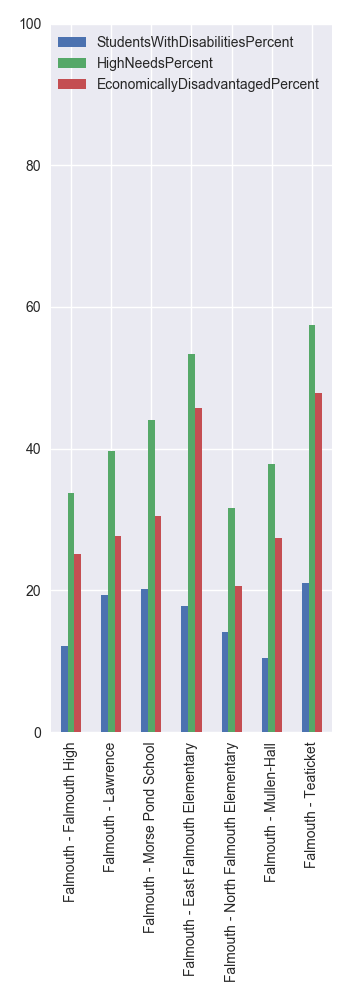 100
80
60
40
20
0
StudentsWithDisabilitiesPercent
HighNeedsPercent
EconomicallyDisadvantagedPercent
Falmouth - Falmouth High
Falmouth - Lawrence
Falmouth - Morse Pond School
Falmouth - East Falmouth Elementary
Falmouth - North Falmouth Elementary
Falmouth - Mullen-Hall
Falmouth - Teaticket